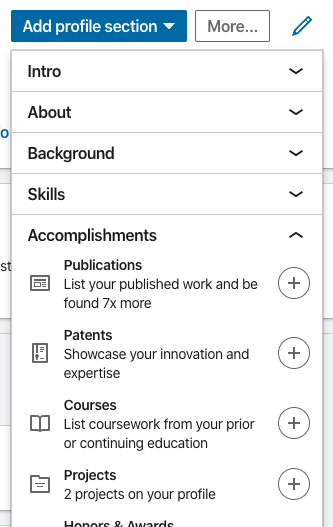 Add profile section
More...
Intro
About
Background
Skills
Accomplishments
Publications
List your published work and be
found 7x more
Patents
Showcase your innovation and
expertise
Courses
List coursework from your prior
or continuing education
Projects
2 projects on your profile
Honors & Awards